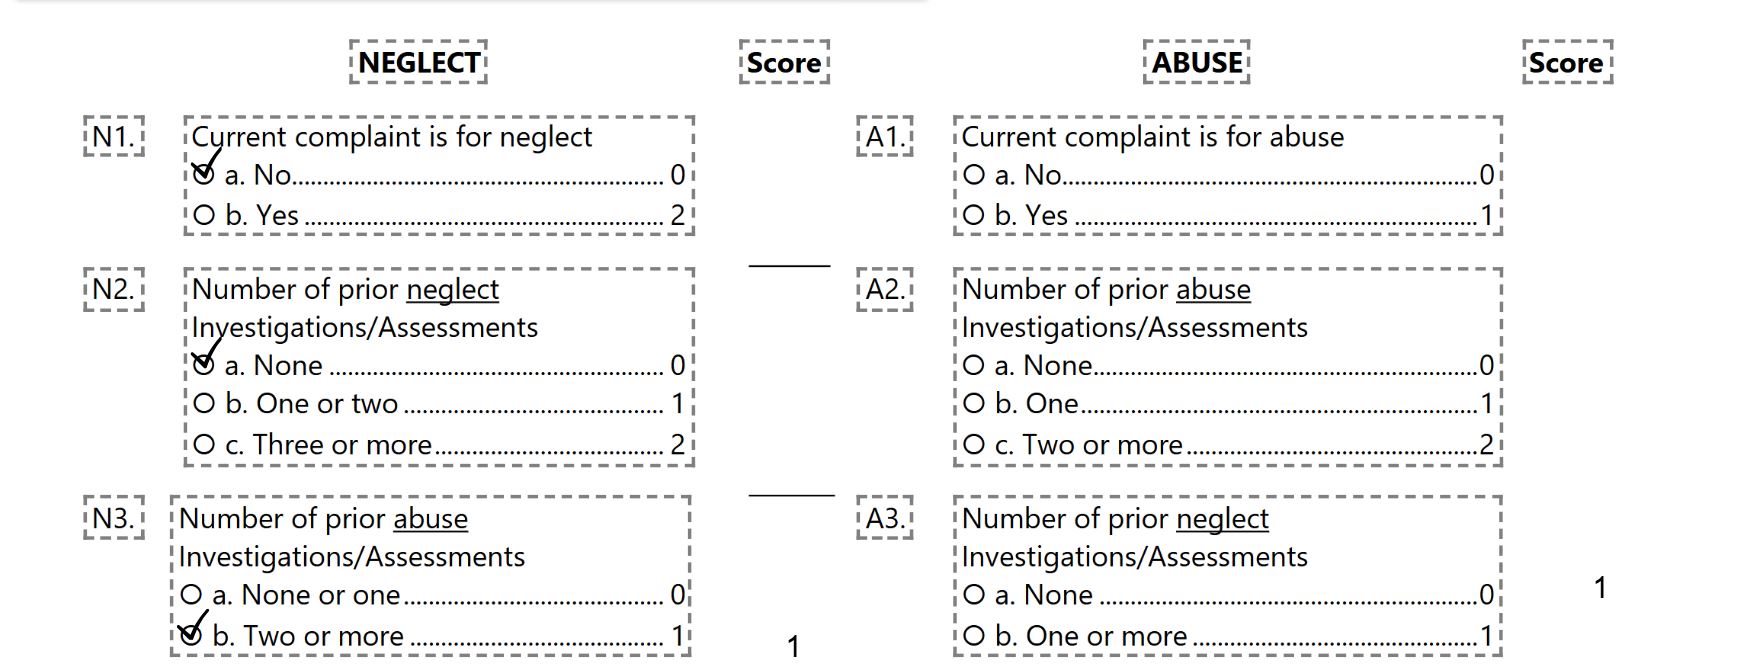 NEGLECT Score ABUSE Score
N1. Current complaint is for neglect
a. No.................................................. 0
b. Yes ................................................ 2
A1. Current complaint is for abuse
a. No........................................................0
b. Yes ......................................................1
N2. Number of prior neglect
Investigations/Assessments
a. None ............................................. 0
b. One or two ................................... 1
c. Three or more............................... 2
A2. Number of prior abuse
Investigations/Assessments
a. None....................................................0
b. One.....................................................1
c. Two or more.......................................2
N3. Number of prior abuse
Investigations/Assessments
a. None or one................................... 0
b. Two or more .................................. 1
1
A3. Number of prior neglect
Investigations/Assessments
a. None ...................................................0
b. One or more ......................................1
1